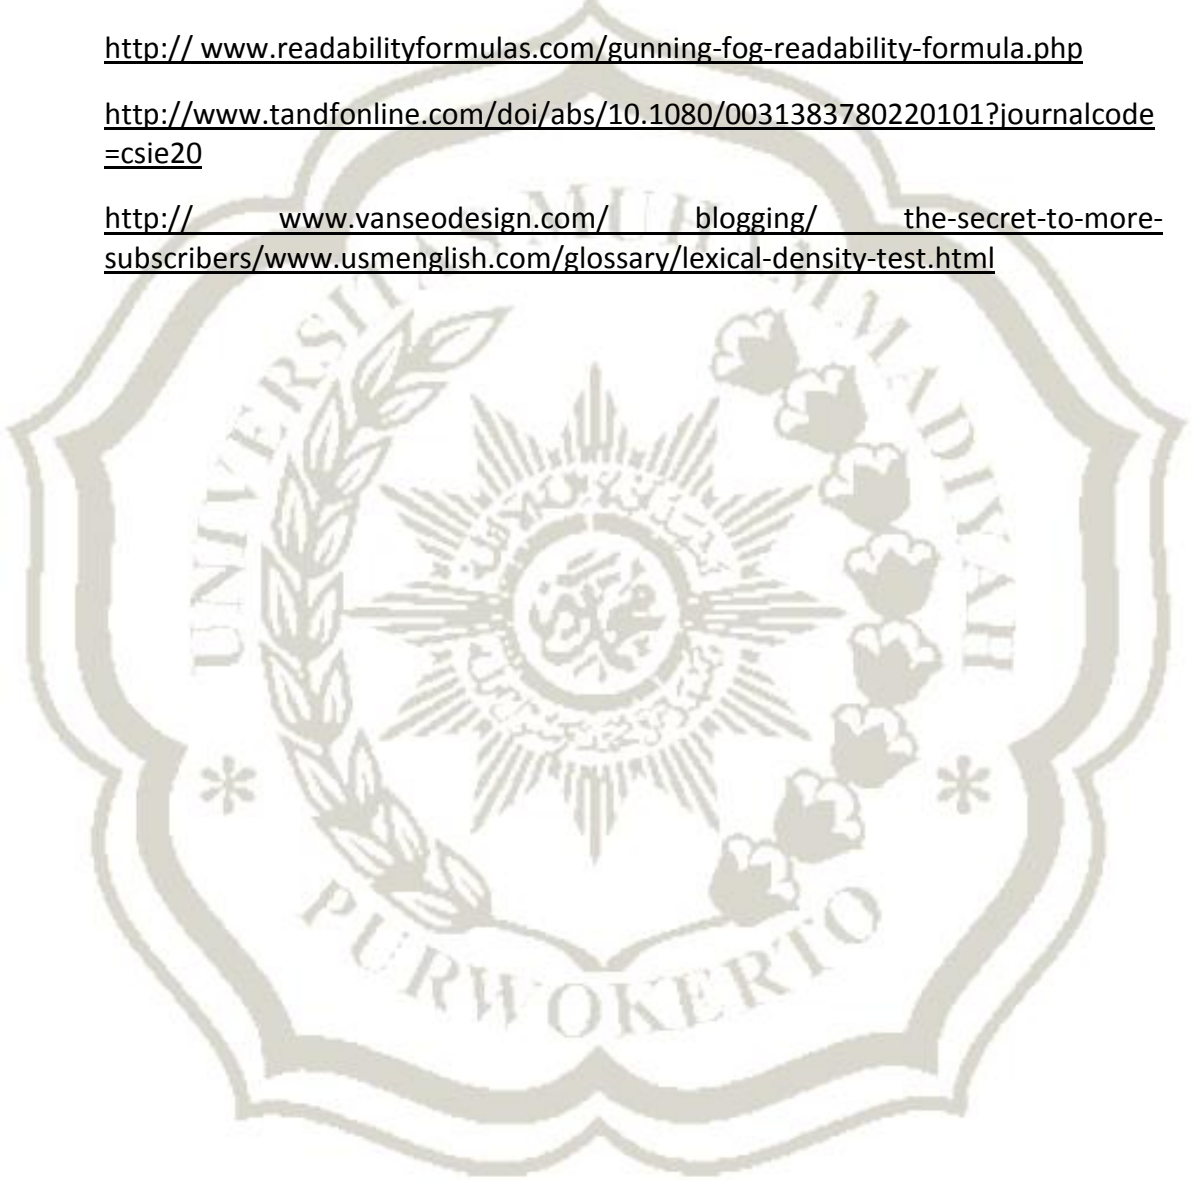 http:// www.readabilityformulas.com/gunning-fog-readability-formula.php
http://www.tandfonline.com/doi/abs/10.1080/0031383780220101?journalcode
=csie20
http:// www.vanseodesign.com/ blogging/ the-secret-to-more-
subscribers/www.usmenglish.com/glossary/lexical-density-test.html
UNIVERSITAS MUHAMMADIYAH
PURWOKERTO